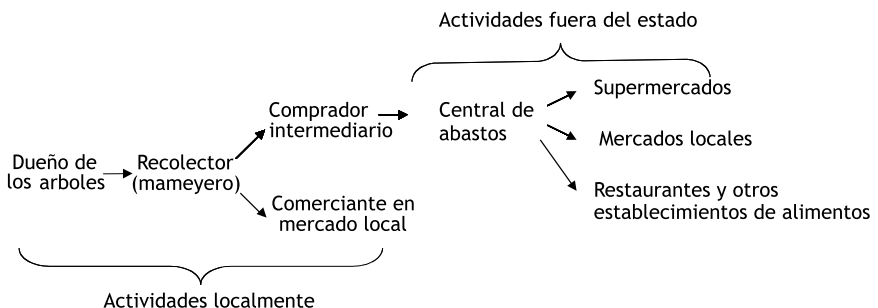 Actividades fuera del estado
Supermercados
Comprador
intermediario
Central de
abastos
Mercados locales
Dueño de
los arboles
Recolector
(mameyero)
Restaurantes y otros
establecimientos de alimentos
Comerciante en
mercado local
Actividades localmente